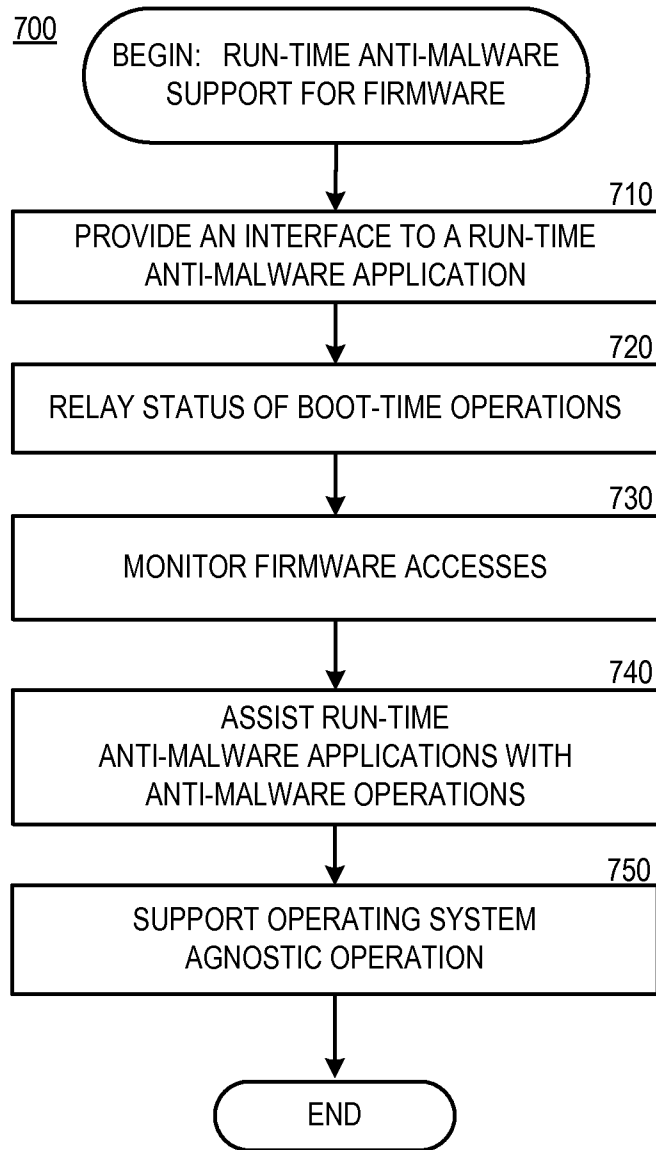 700
BEGIN: RUN-TIME ANTI-MALWARE
SUPPORT FOR FIRMWARE
710
PROVIDE AN INTERFACE TO A RUN-TIME
ANTI-MALWARE APPLICATION
720
RELAY STATUS OF BOOT-TIME OPERATIONS
730
MONITOR FIRMWARE ACCESSES
740
ASSIST RUN-TIME
ANTI-MALWARE APPLICATIONS WITH
ANTI-MALWARE OPERATIONS
750
SUPPORT OPERATING SYSTEM
AGNOSTIC OPERATION
END